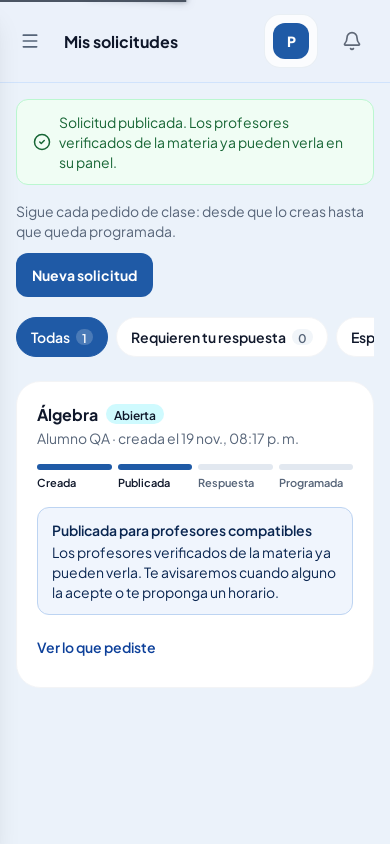 Mis solicitudes
P
Solicitud publicada. Los profesores
verificados de la materia ya pueden verla en
su panel.
Sigue cada pedido de clase: desde que lo creas hasta
que queda programada.
Nueva solicitud
Todas 1 Requieren tu respuesta 0 Esp
Álgebra Abierta
Alumno QA · creada el 19 nov., 08:17 p. m.
Creada Publicada Respuesta Programada
Publicada para profesores compatibles
Los profesores verificados de la materia ya
pueden verla. Te avisaremos cuando alguno
la acepte o te proponga un horario.
Ver lo que pediste